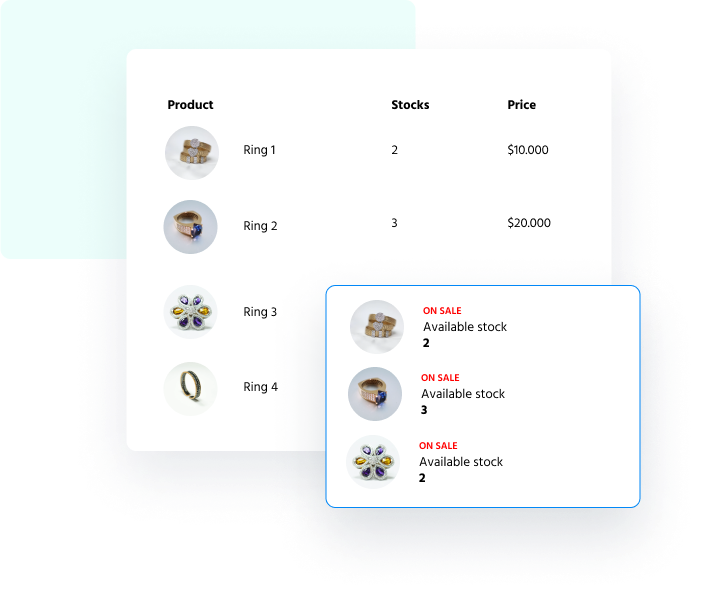 Product Stocks Price
Ring 1 2 $10.000
Ring 2 3 $20.000
Ring 3
Ring 4
ON SALE
Available stock
2
ON SALE
Available stock
3
ON SALE
Available stock
2